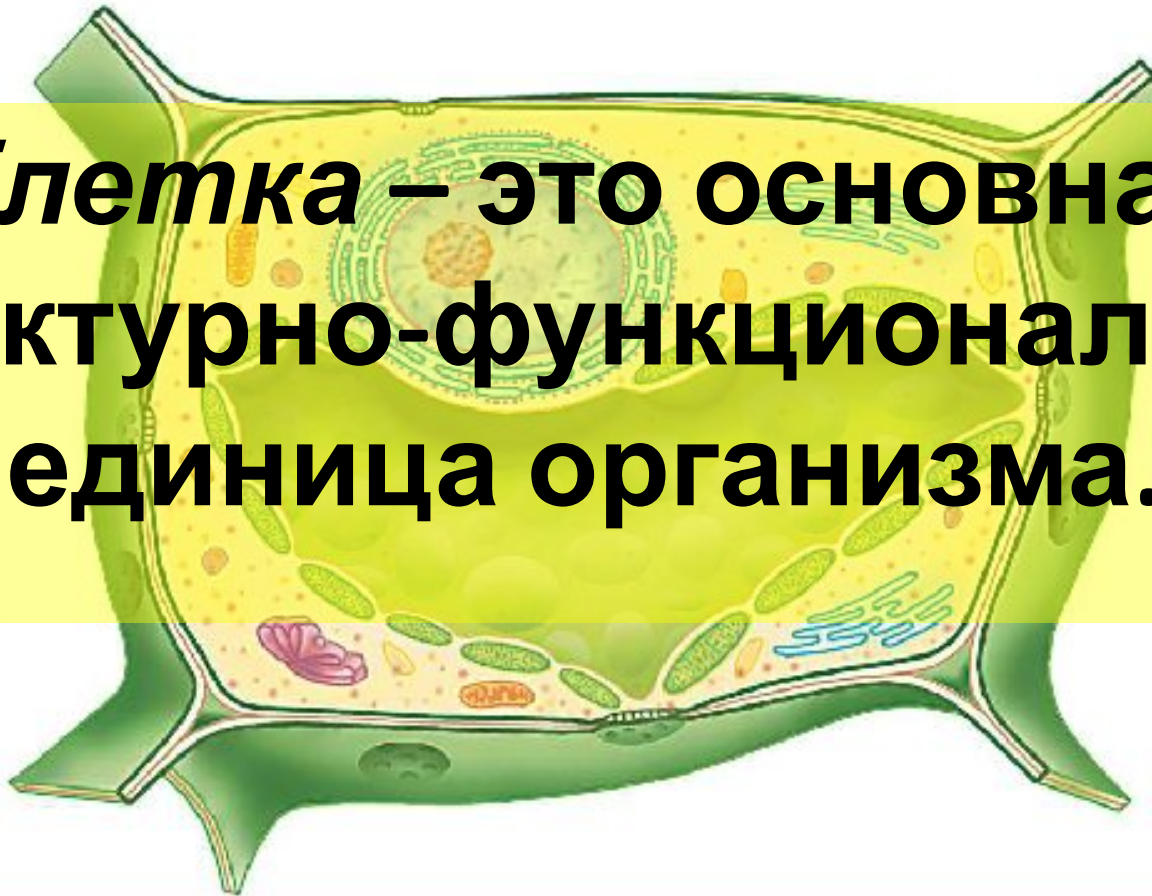 летка – это основна
ктурно-функционал
единица организма.